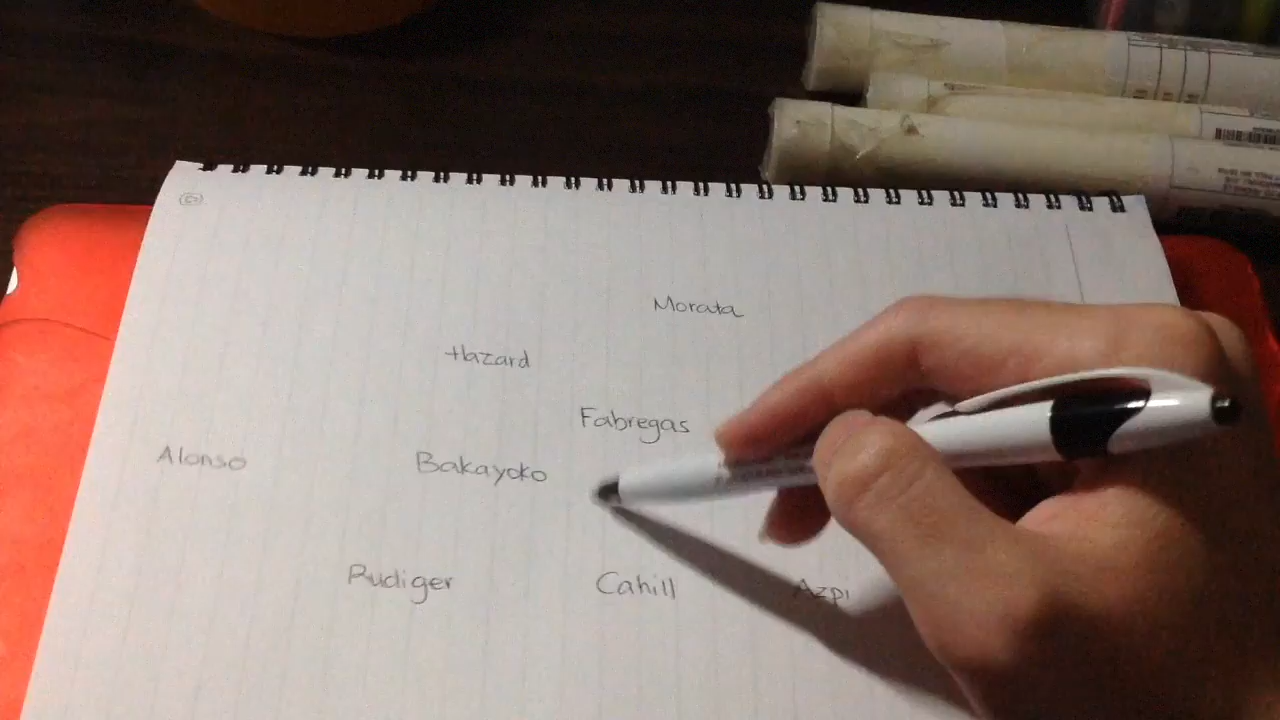 Morata
Hazard
Fabregas
Alonso
Bakayoko
Rudiger
Cahill
Azpi